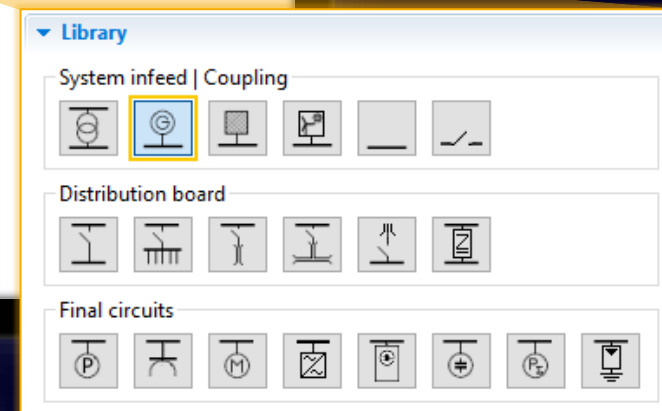 Library
System infeed | Coupling
G
Distribution board
Z
Final circuits
P
M